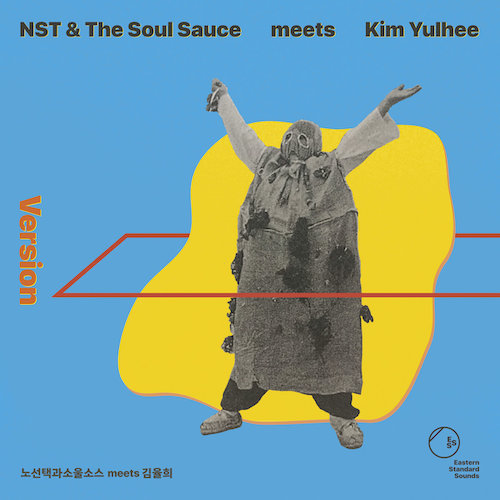 NST & The Soul Sauce meets Kim Yulhee
Version
노선택과소울소스 meets 김율희
ESS
Eastern
Standard
Sounds